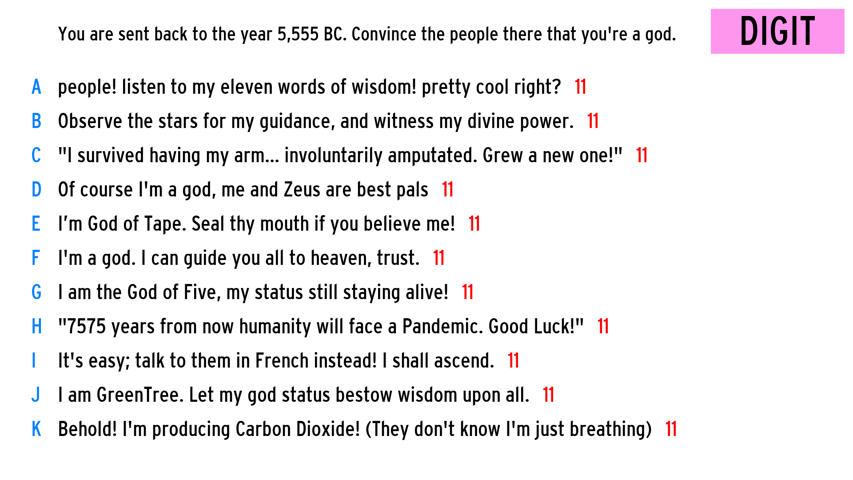 You are sent back to the year 5,555 BC. Convince the people there that you're a god.
DIGIT
A people! listen to my eleven words of wisdom! pretty cool right? 11
B Observe the stars for my guidance, and witness my divine power. 11
C "I survived having my arm... involuntarily amputated. Grew a new one!" 11
D Of course I'm a god, me and Zeus are best pals 11
E I’m God of Tape. Seal thy mouth if you believe me! 11
F I'm a god. I can guide you all to heaven, trust. 11
G I am the God of Five, my status still staying alive! 11
H "7575 years from now humanity will face a Pandemic. Good Luck!" 11
I It's easy; talk to them in French instead! I shall ascend. 11
J I am GreenTree. Let my god status bestow wisdom upon all. 11
K Behold! I'm producing Carbon Dioxide! (They don't know I'm just breathing) 11